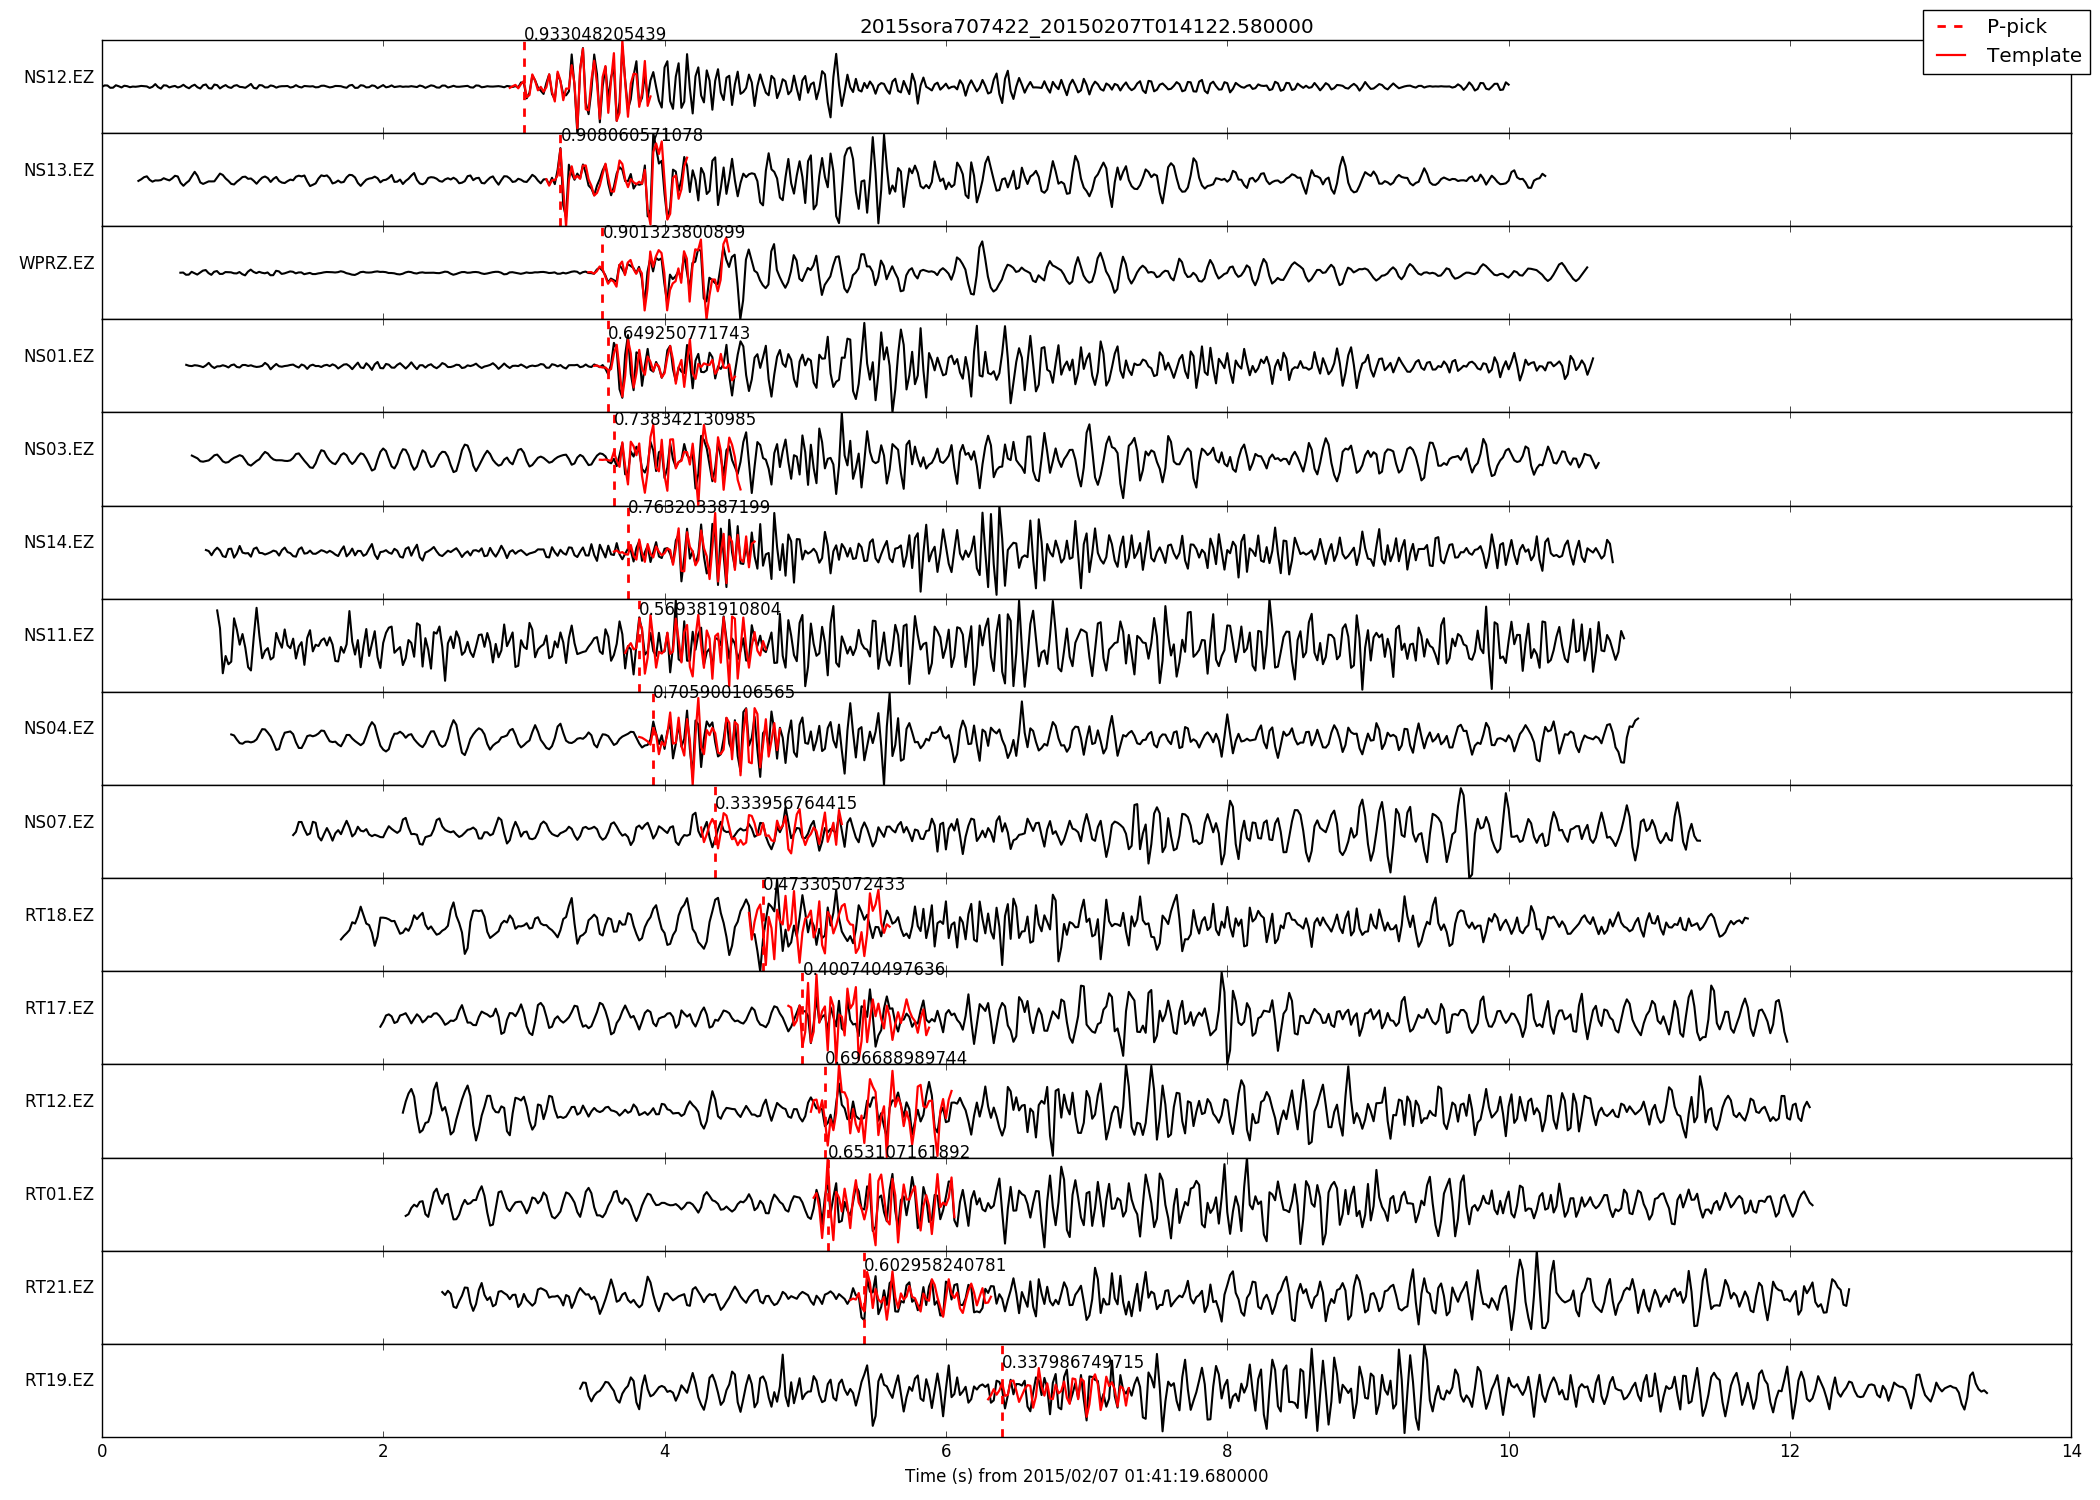 2015sora707422_20150207T014122.580000
P-pick
Template
NS12.EZ
0.933048205439
NS13.EZ
0.908060571078
WPRZ.EZ
0.901323800899
NS01.EZ
0.649250771743
NS03.EZ
0.738342130985
NS14.EZ
0.763203387199
NS11.EZ
0.569381910804
NS04.EZ
0.705900106565
NS07.EZ
0.333956764415
RT18.EZ
0.473305072433
RT17.EZ
0.400740497636
RT12.EZ
0.696688989744
RT01.EZ
0.653107161892
RT21.EZ
0.602958240781
RT19.EZ
0.337986749715
0 2 4 6 8 10 12 14
Time (s) from 2015/02/07 01:41:19.680000